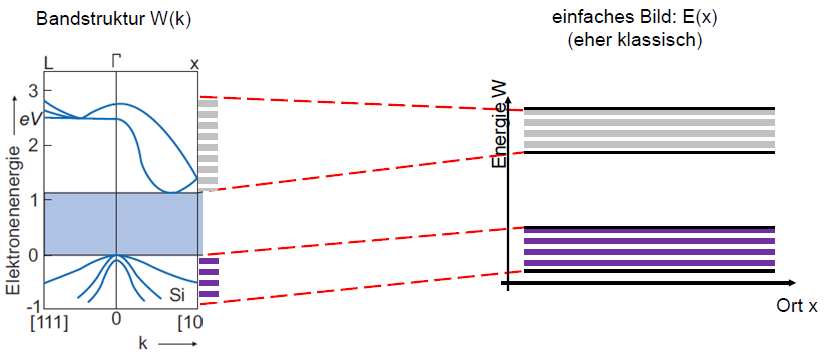 Bandstruktur W(k)
einfaches Bild: E(x)
(eher klassisch)
L Γ x
3
eV
2
1
0
-1
Elektronenenergie
Si
[111] 0 [10
k
Energie W
Ort x